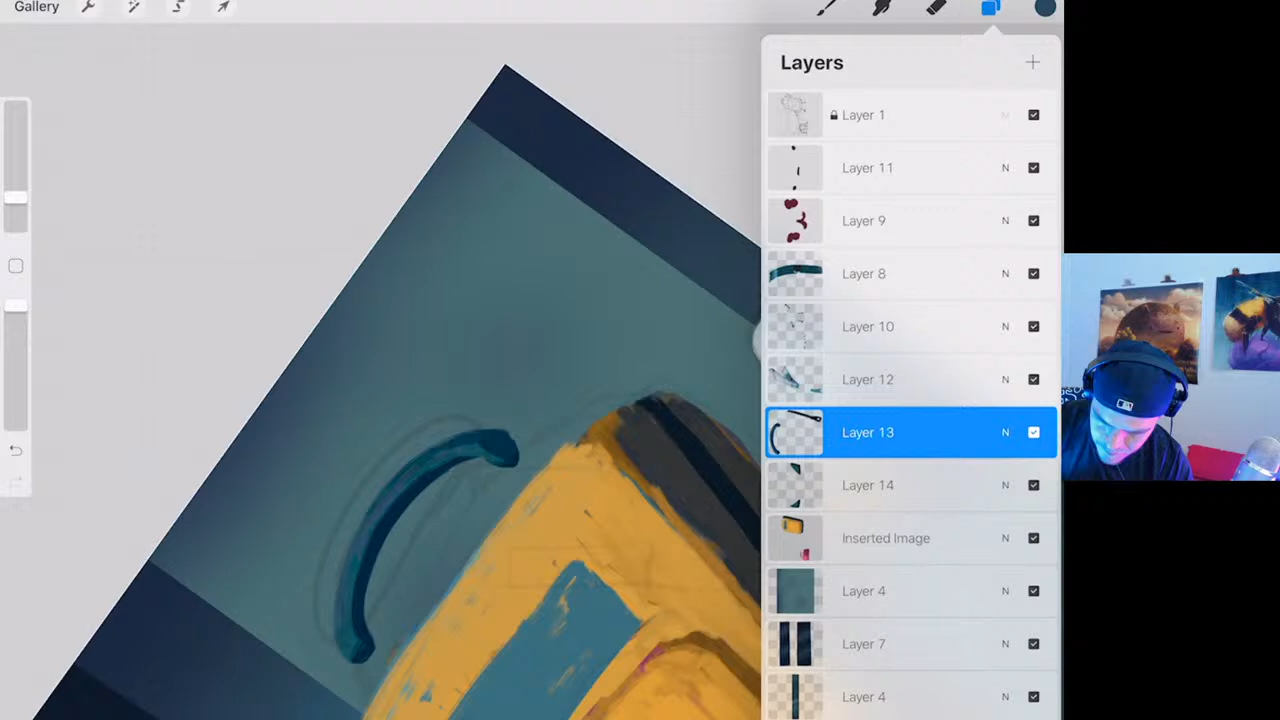 Gallery
Layers
Layer 1 M
Layer 11 N
Layer 9 N
Layer 8 N
Layer 10 N
Layer 12 N
Layer 13 N
Layer 14 N
Inserted Image N
Layer 4 N
Layer 7 N
Layer 4 N